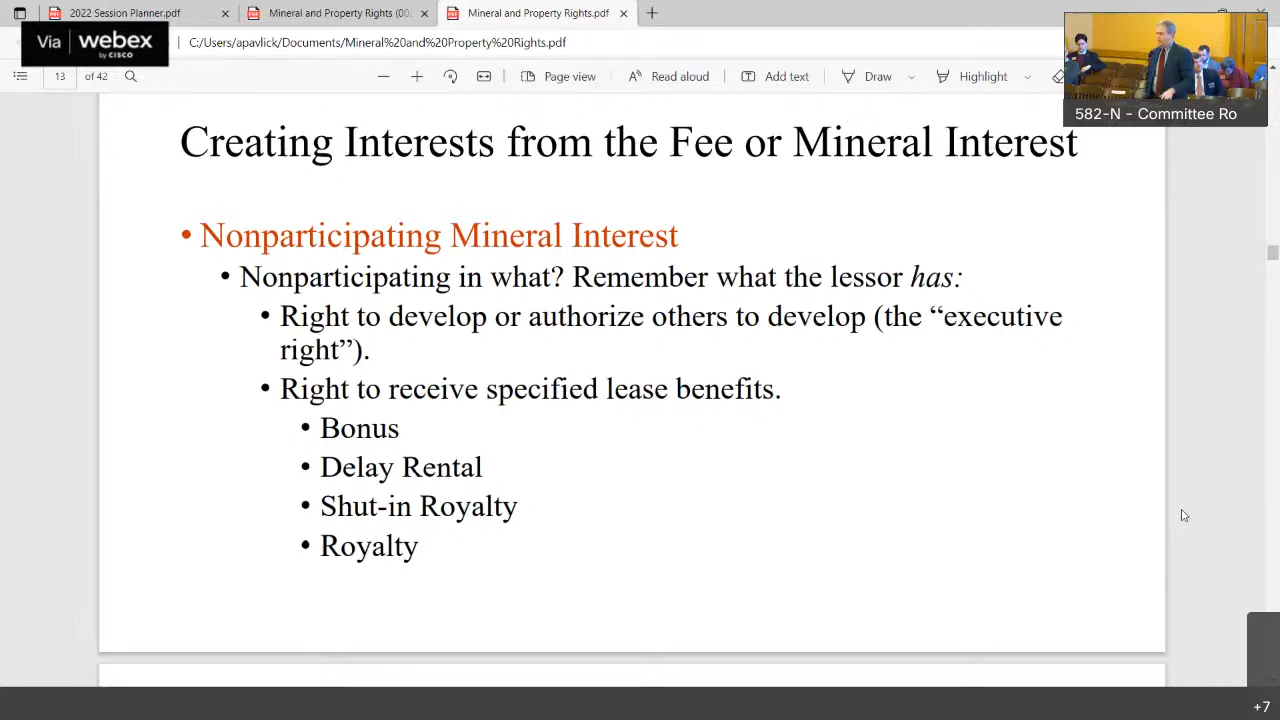 2022 Session Planner.pdf
Mineral and Property Rights (00
Mineral and Property Rights.pdf
Via webex
by CISCO
C:/Users/apavlick/Documents/Mineral%20and%20Property%20Rights.pdf
13 of 42
Page view
Read aloud
Add text
Draw
Highlight
582-N - Committee Ro
Creating Interests from the Fee or Mineral Interest
• Nonparticipating Mineral Interest
• Nonparticipating in what? Remember what the lessor has:
• Right to develop or authorize others to develop (the “executive
right”).
• Right to receive specified lease benefits.
• Bonus
• Delay Rental
• Shut-in Royalty
• Royalty
+7